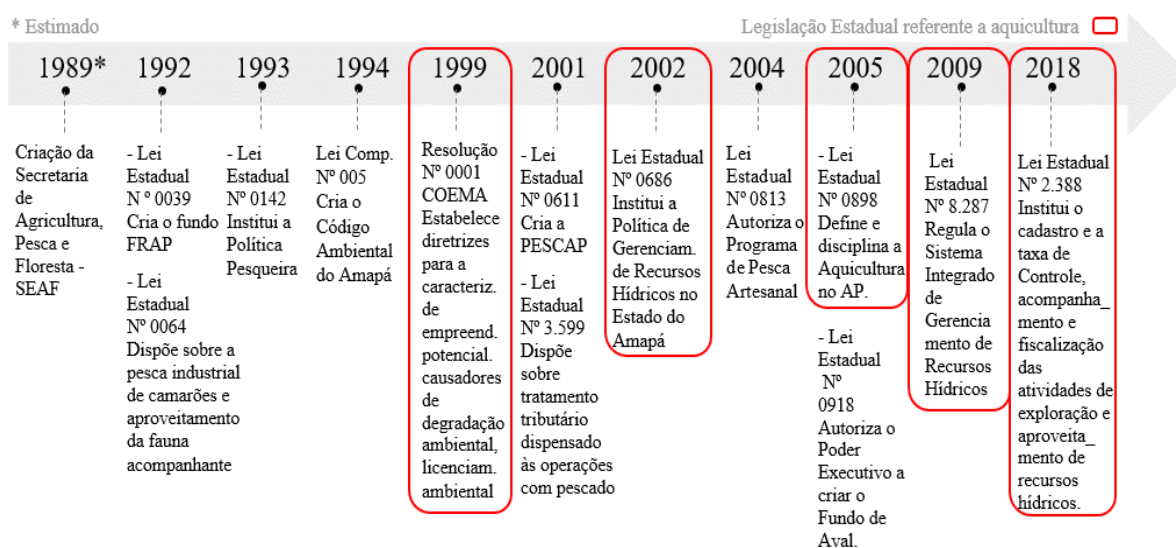 * Estimado
Legislação Estadual referente a aquicultura
1989*
Criação da
Secretaria
de
Agricultura,
Pesca e
Floresta -
SEAF
1992
- Lei
Estadual
N º 0039
Cria o fundo
FRAP
- Lei
Estadual
Nº 0064
Dispõe sobre a
pesca industrial
de camarões e
aproveitamento
da fauna
acompanhante
1993
- Lei
Estadual
Nº 0142
Institui a
Política
Pesqueira
1994
Lei Comp.
Nº 005
Cria o
Código
Ambiental
do Amapá
1999
Resolução
Nº 0001
COEMA
Estabelece
diretrizes
para a
caracteriz.
de
empreend.
potencial.
causadores
de
degradação
ambiental,
licenciam.
ambiental
2001
- Lei
Estadual
Nº 0611
Cria a
PESCAP
- Lei
Estadual
Nº 3.599
Dispõe
sobre
tratamento
tributário
dispensado
às operações
com pescado
2002
Lei Estadual
Nº 0686
Institui a
Política de
Gerenciam.
de Recursos
Hídricos no
Estado do
Amapá
2004
Lei
Estadual
Nº 0813
Autoriza o
Programa
de Pesca
Artesanal
2005
- Lei
Estadual
Nº 0898
Define e
disciplina a
Aquicultura
no AP.
- Lei
Estadual
Nº
0918
Autoriza o
Poder
Executivo a
criar o
Fundo de
Aval.
2009
Lei
Estadual
Nº 8.287
Regula o
Sistema
Integrado
de
Gerencia
mento de
Recursos
Hídricos
2018
Lei Estadual
Nº 2.388
Institui o
cadastro e a
taxa de
Controle,
acompanha_
mento e
fiscalização
das
atividades de
exploração e
aproveita_
mento de
recursos
hídricos.